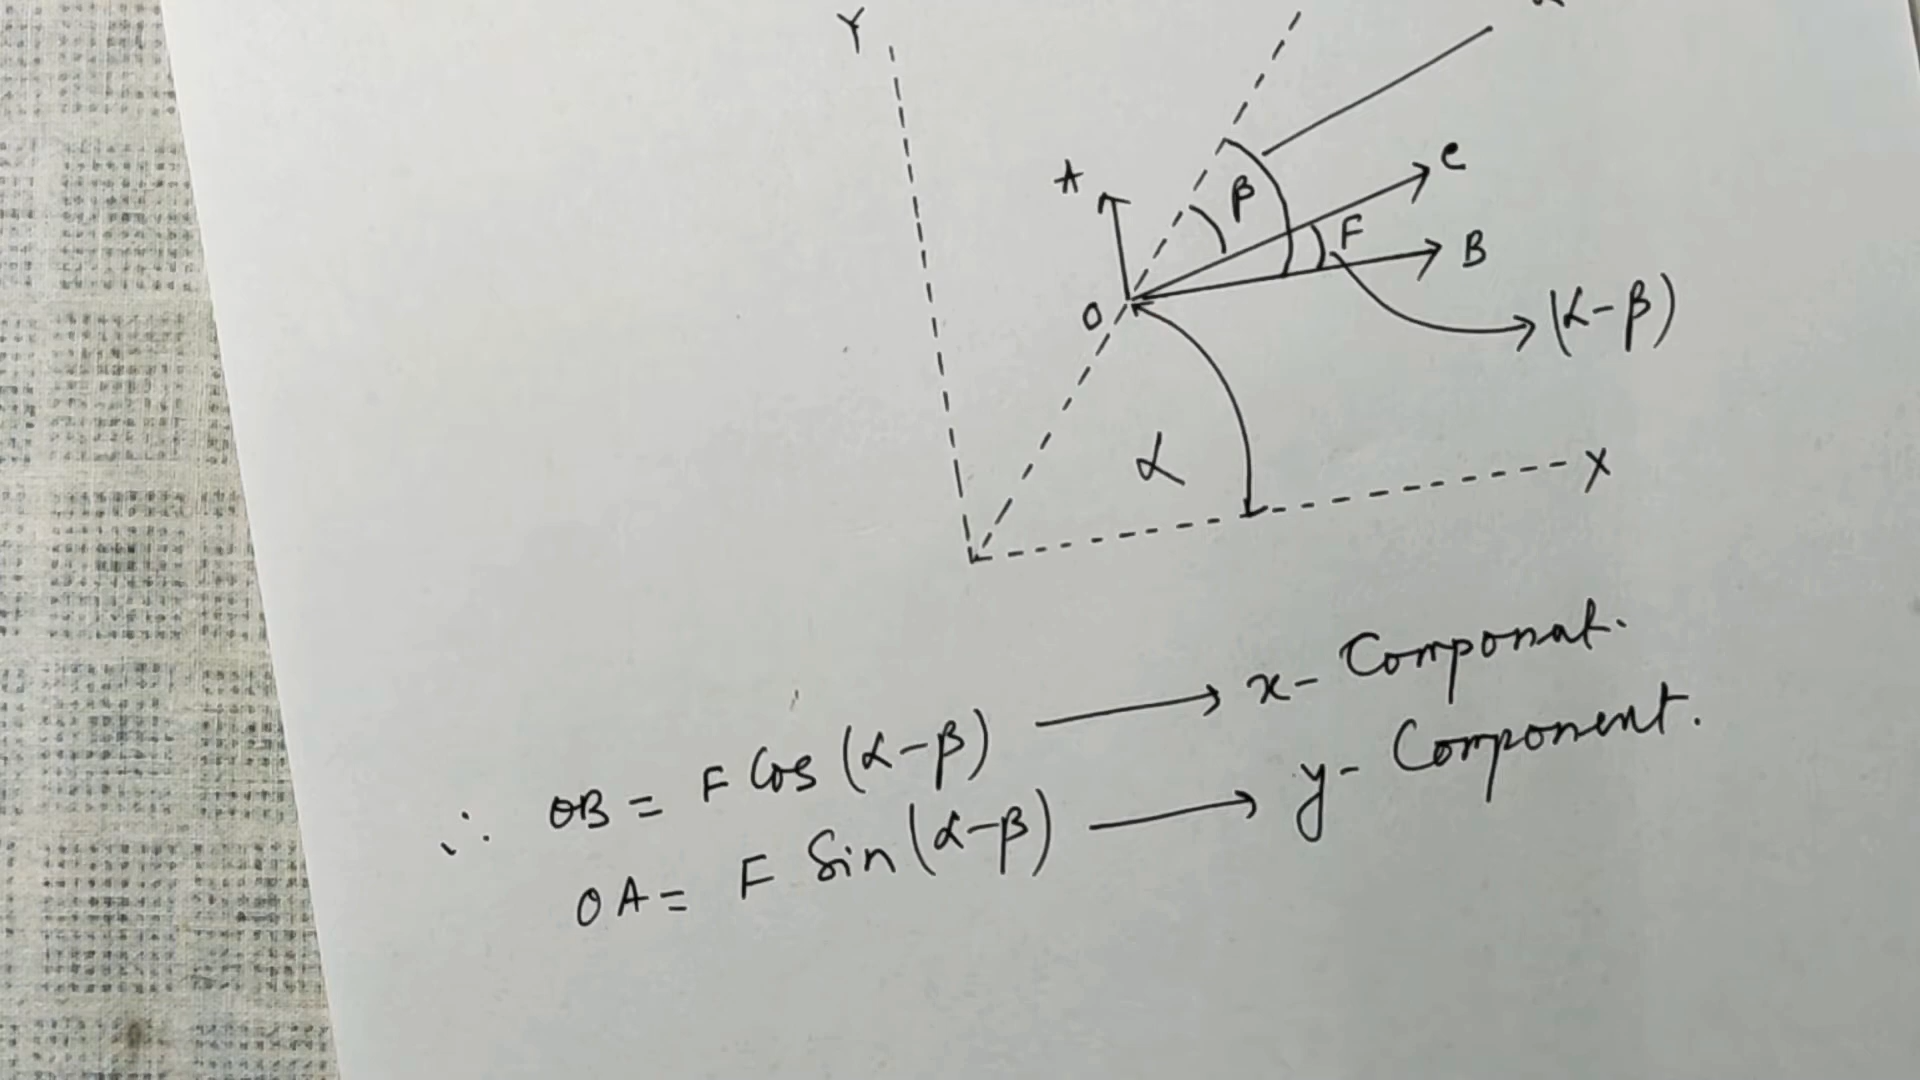 Y
A
β
C
F
B
O
(α-β)
α
X
∴ OB = F Cos (α-β) → x- Componat.
OA = F Sin (α-β) → y- Component.